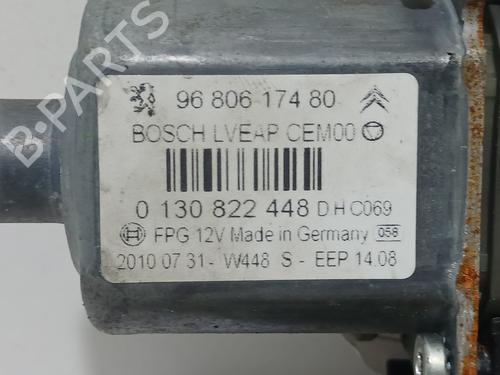 96 806 174 80
BOSCH LVEAP CEM00
0 130 822 448 D H C069
FPG 12V Made in Germany 058
2010 07 31- W448 S - EEP 14 08
B-PARTS